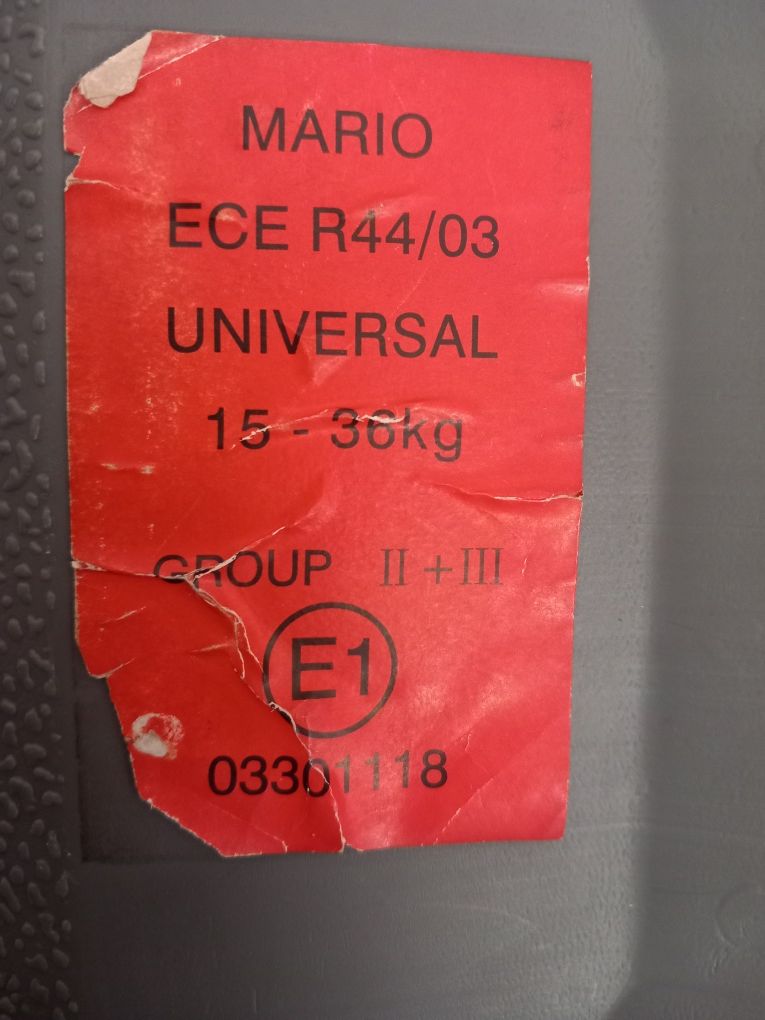 MARIO
ECE R44/03
UNIVERSAL
15 - 36kg
GROUP II + III
E1
03301118